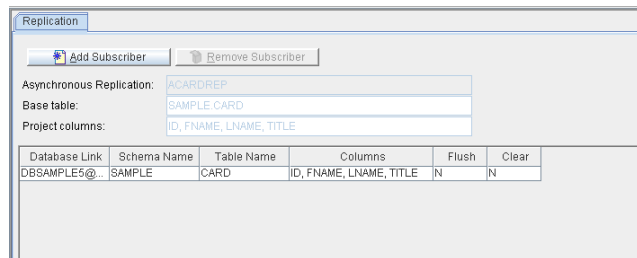 Replication
Add Subscriber Remove Subscriber
Asynchronous Replication: ACARDREP
Base table: SAMPLE.CARD
Project columns: ID, FNAME, LNAME, TITLE
Database Link Schema Name Table Name Columns Flush Clear
DBSAMPLE5@... SAMPLE CARD ID, FNAME, LNAME, TITLE N N